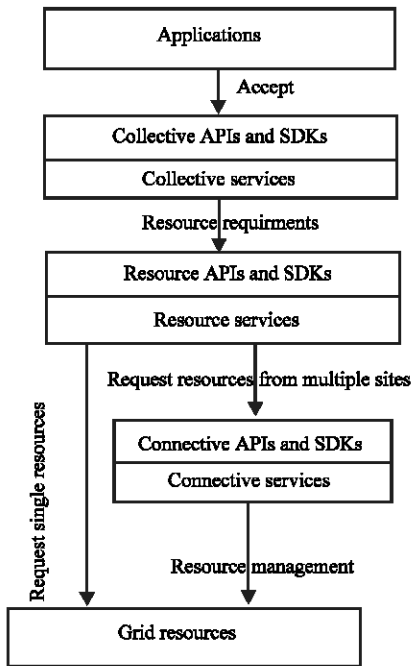 Applications
Accept
Collective APIs and SDKs
Collective services
Resource requirments
Resource APIs and SDKs
Resource services
Request resources from multiple sites
Request single resources
Connective APIs and SDKs
Connective services
Resource management
Grid resources